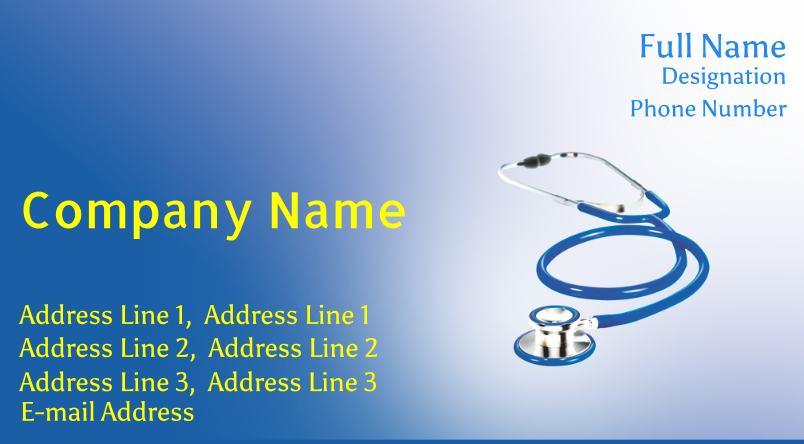 Full Name
Designation
Phone Number
Company Name
Address Line 1, Address Line 1
Address Line 2, Address Line 2
Address Line 3, Address Line 3
E-mail Address